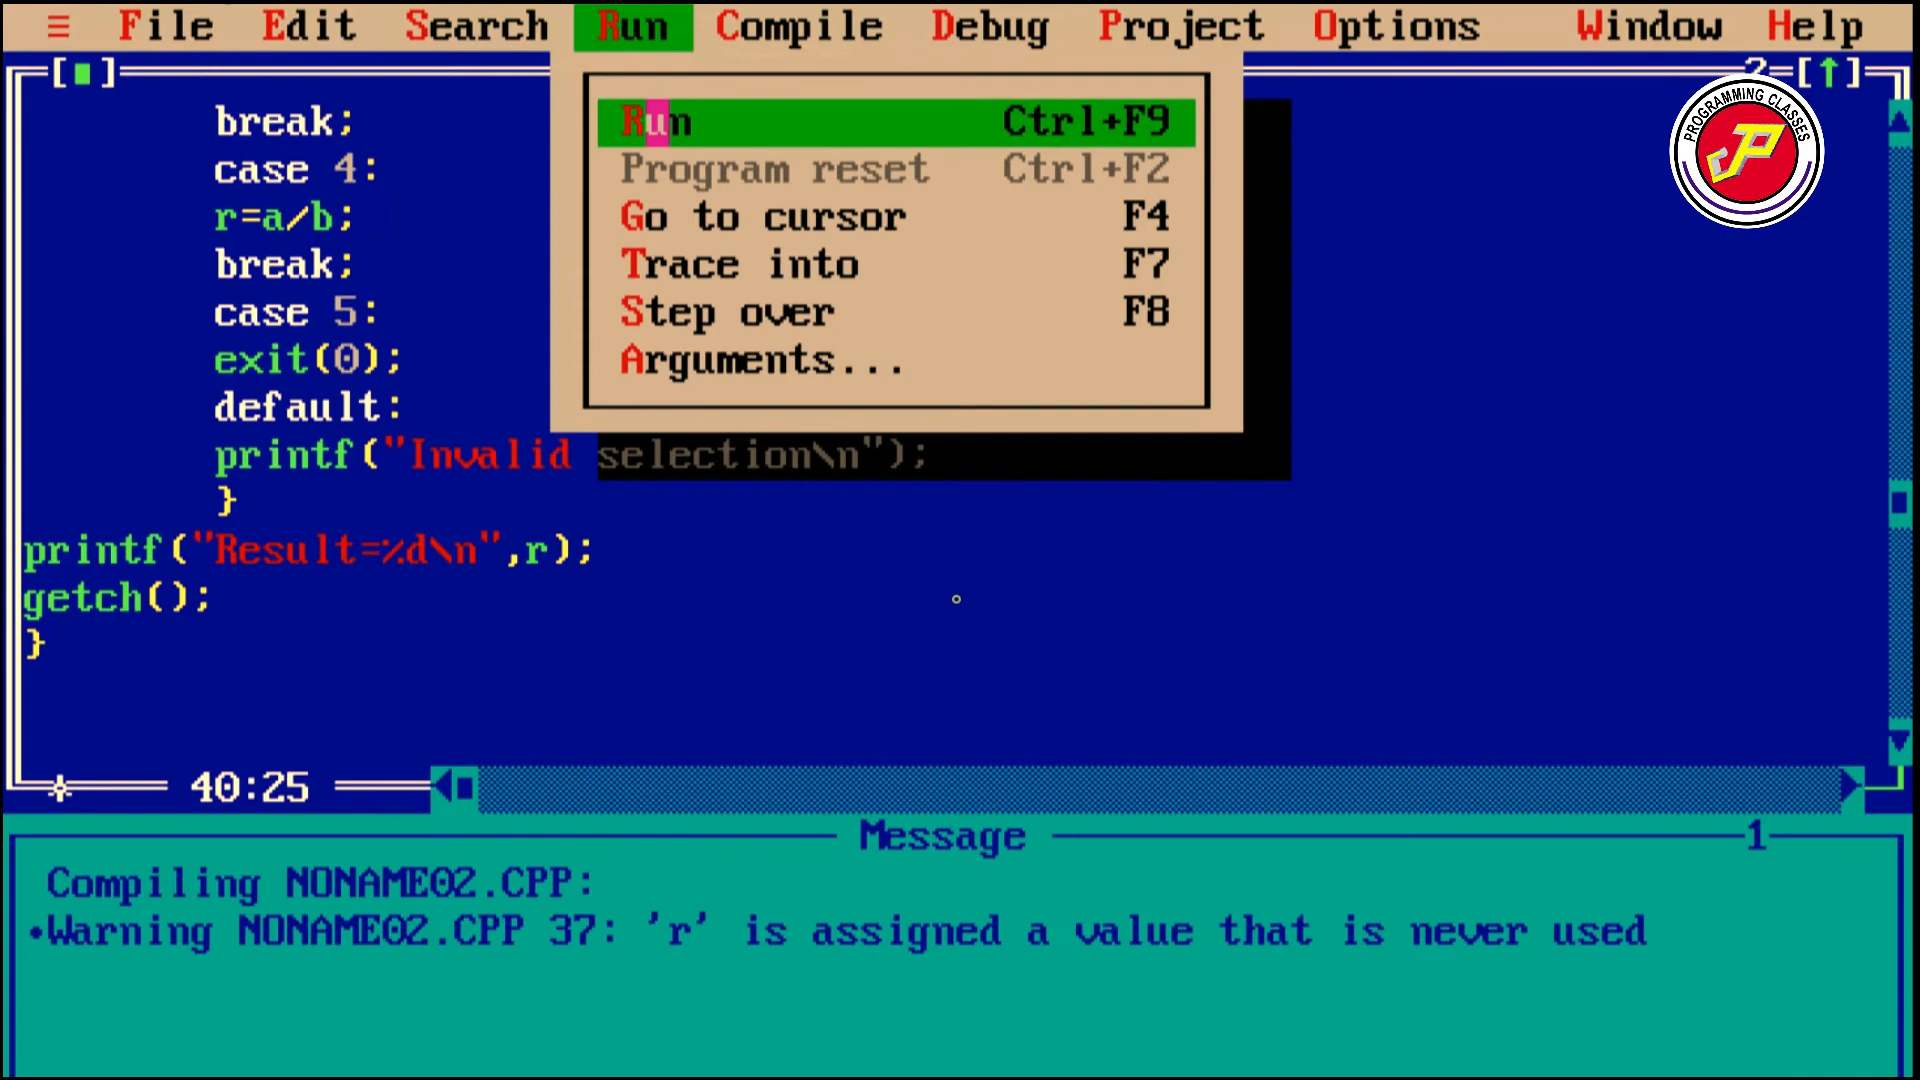 ≡ File Edit Search Run Compile Debug Project Options Window Help
[■] 2=[↑]
PROGRAMMING CLASSES
JP
break;
case 4:
r=a/b;
break;
case 5:
exit(0);
default:
printf("Invalid selection\n");
}
printf("Result=%d\n",r);
getch();
}
Run Ctrl+F9
Program reset Ctrl+F2
Go to cursor F4
Trace into F7
Step over F8
Arguments...
40:25
Message 1
Compiling NONAME02.CPP:
•Warning NONAME02.CPP 37: 'r' is assigned a value that is never used